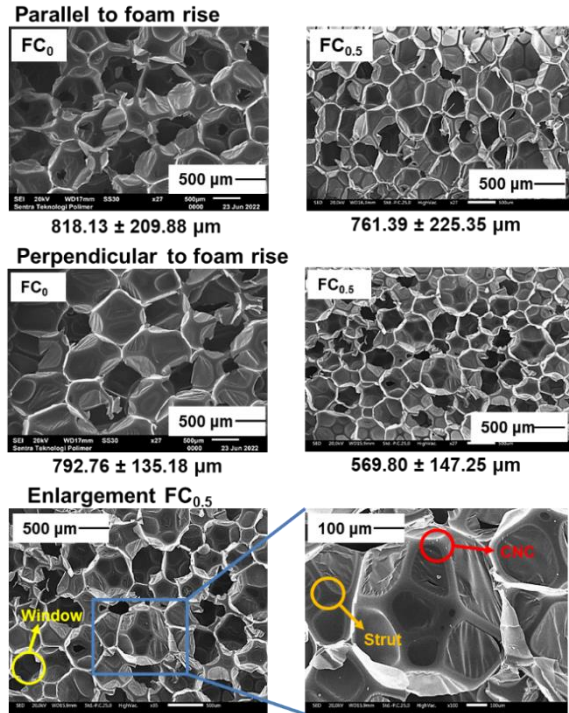 Parallel to foam rise
FC0
500 µm
SEI 20kV WD17mm SS30 x27 500µm
Sentra Teknologi Polimer 0000 23 Jun 2022
818.13 ± 209.88 µm
FC0.5
500 µm
761.39 ± 225.35 µm
Perpendicular to foam rise
FC0
500 µm
SEI 20kV WD17mm SS30 x27 500µm
Sentra Teknologi Polimer 0000 23 Jun 2022
792.76 ± 135.18 µm
FC0.5
500 µm
569.80 ± 147.25 µm
Enlargement FC0.5
500 µm
Window
100 µm
CNC
Strut